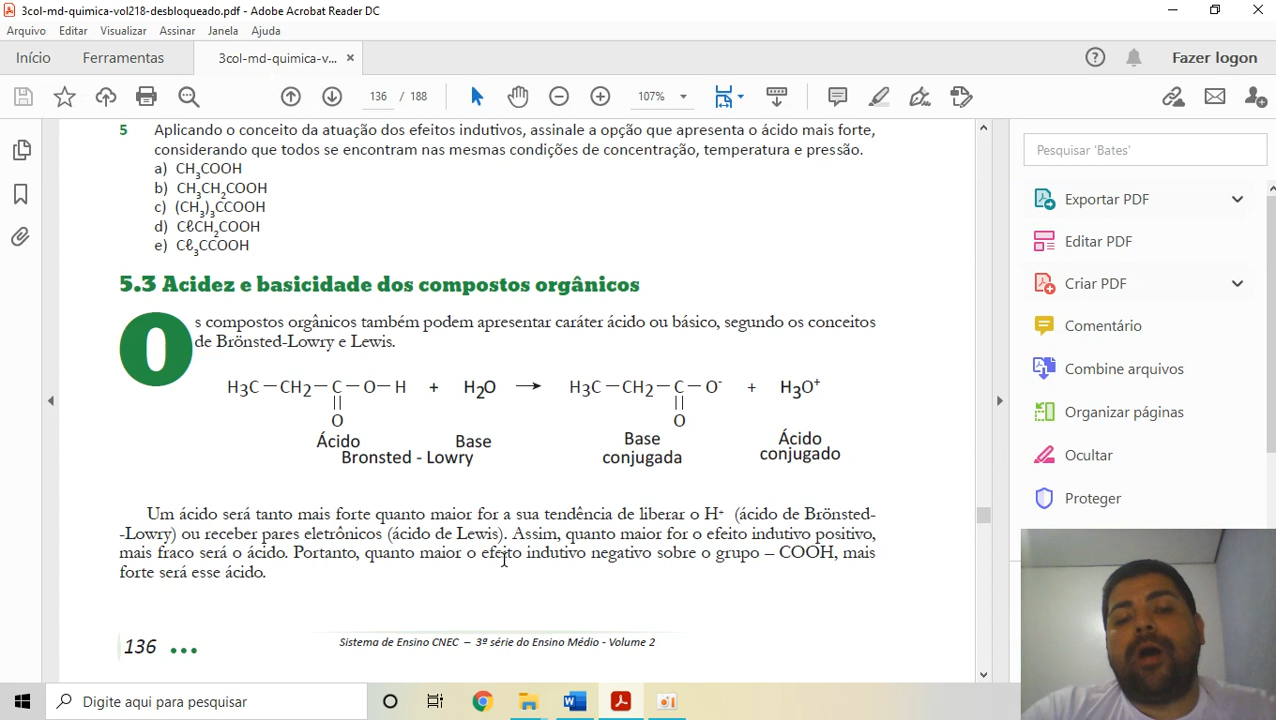 3col-md-quimica-vol218-desbloqueado.pdf - Adobe Acrobat Reader DC
Arquivo Editar Visualizar Assinar Janela Ajuda
Início Ferramentas 3col-md-quimica-v... × Fazer logon
136 / 188 107%
Pesquisar 'Bates'
Exportar PDF
Editar PDF
Criar PDF
Comentário
Combine arquivos
Organizar páginas
Ocultar
Proteger
5 Aplicando o conceito da atuação dos efeitos indutivos, assinale a opção que apresenta o ácido mais forte,
considerando que todos se encontram nas mesmas condições de concentração, temperatura e pressão.
a) CH3COOH
b) CH3CH2COOH
c) (CH3)3CCOOH
d) CℓCH2COOH
e) Cℓ3CCOOH
5.3 Acidez e basicidade dos compostos orgânicos
Os compostos orgânicos também podem apresentar caráter ácido ou básico, segundo os conceitos
de Brönsted-Lowry e Lewis.
H3C — CH2 — C — O — H + H2O → H3C — CH2 — C — O- + H3O+
|| ||
O O
Ácido Base Base Ácido
Bronsted - Lowry conjugada conjugado
Um ácido será tanto mais forte quanto maior for a sua tendência de liberar o H+ (ácido de Brönsted-
-Lowry) ou receber pares eletrônicos (ácido de Lewis). Assim, quanto maior for o efeito indutivo positivo,
mais fraco será o ácido. Portanto, quanto maior o efeito indutivo negativo sobre o grupo – COOH, mais
forte será esse ácido.
136 •••
Sistema de Ensino CNEC – 3ª série do Ensino Médio - Volume 2
Digite aqui para pesquisar